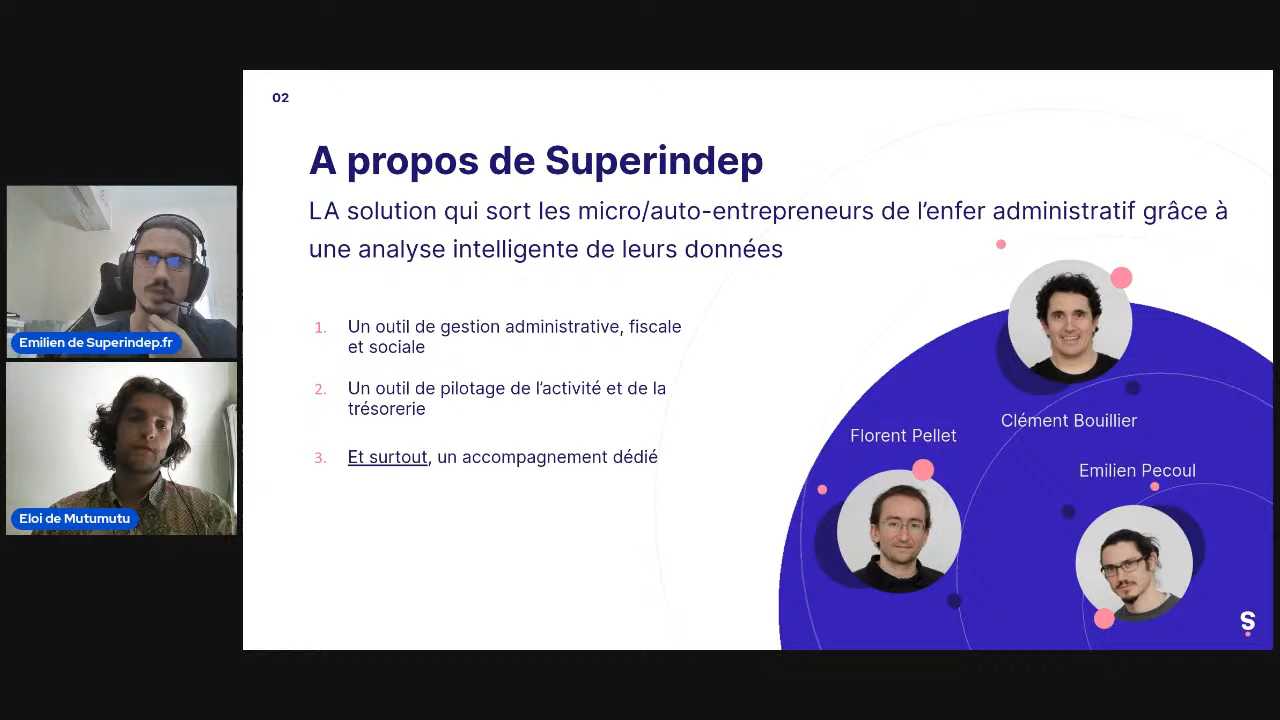 02
A propos de Superindep
LA solution qui sort les micro/auto-entrepreneurs de l’enfer administratif grâce à
une analyse intelligente de leurs données
1. Un outil de gestion administrative, fiscale
et sociale
2. Un outil de pilotage de l’activité et de la
trésorerie
3. Et surtout, un accompagnement dédié
Clément Bouillier
Florent Pellet
Emilien Pecoul
S
Emilien de Superindep.fr
Eloi de Mutumutu